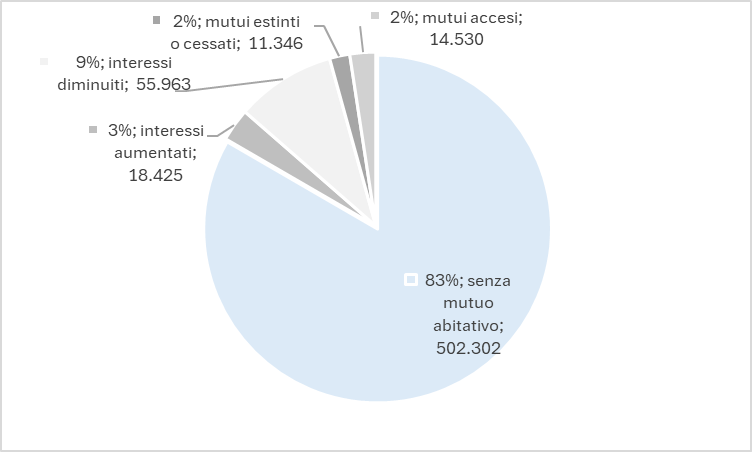 2%; mutui estinti
o cessati; 11.346
2%; mutui accesi;
14.530
9%; interessi
diminuiti; 55.963
3%; interessi
aumentati;
18.425
83%; senza
mutuo
abitativo;
502.302